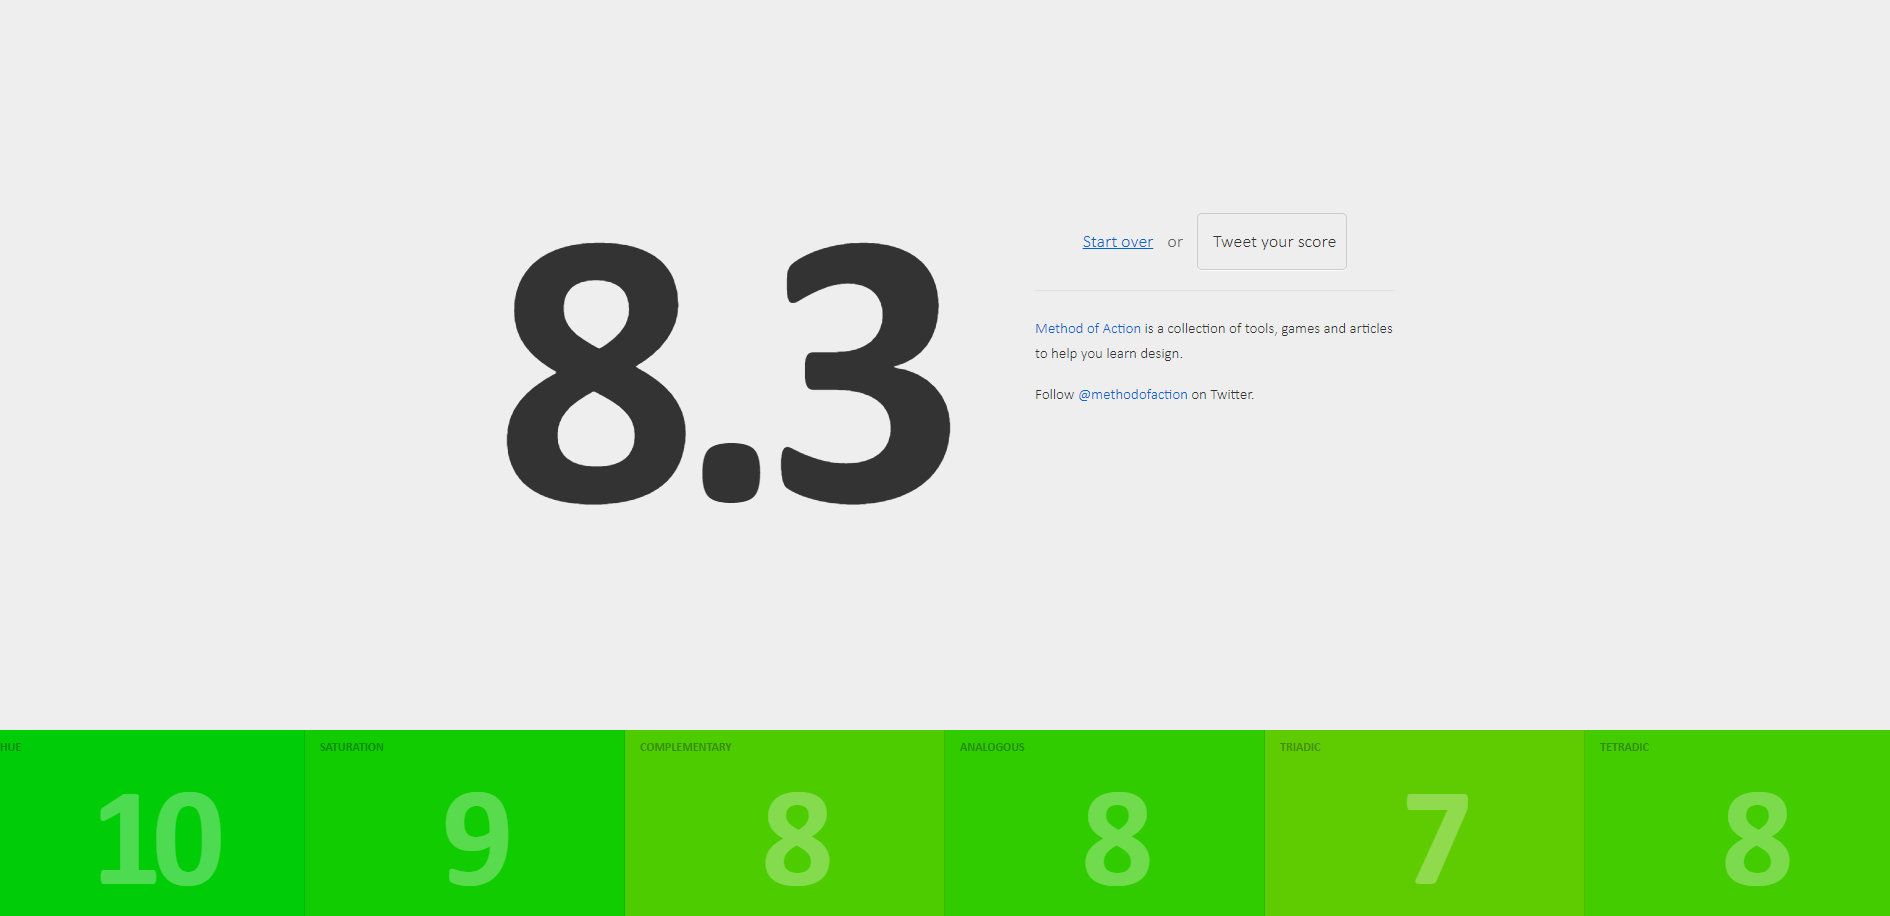 8.3
Start over or Tweet your score
Method of Action is a collection of tools, games and articles
to help you learn design.
Follow @methodofaction on Twitter.
HUE
10
SATURATION
9
COMPLEMENTARY
8
ANALOGOUS
8
TRIADIC
7
TETRADIC
8